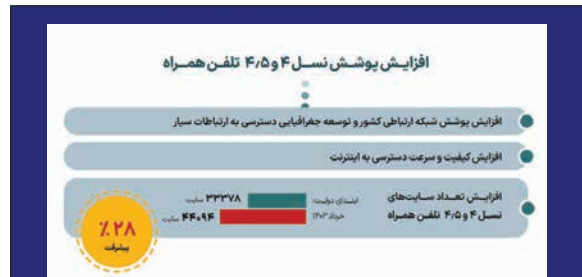 افزایش پوشش نسل ۴ و ۴/۵ تلفن همراه
افزایش پوشش شبکه ارتباطی کشور و توسعه جغرافیایی دسترسی به ارتباطات سیار
افزایش کیفیت و سرعت دسترسی به اینترنت
افزایش تعداد سایت‌های
نسل ۴ و ۴/۵ تلفن همراه
ابتدای دولت: ۳۳۳۷۸ سایت
خرداد ۱۴۰۳ ۴۴۰۹۴ سایت
٪۲۸
پیشرفت